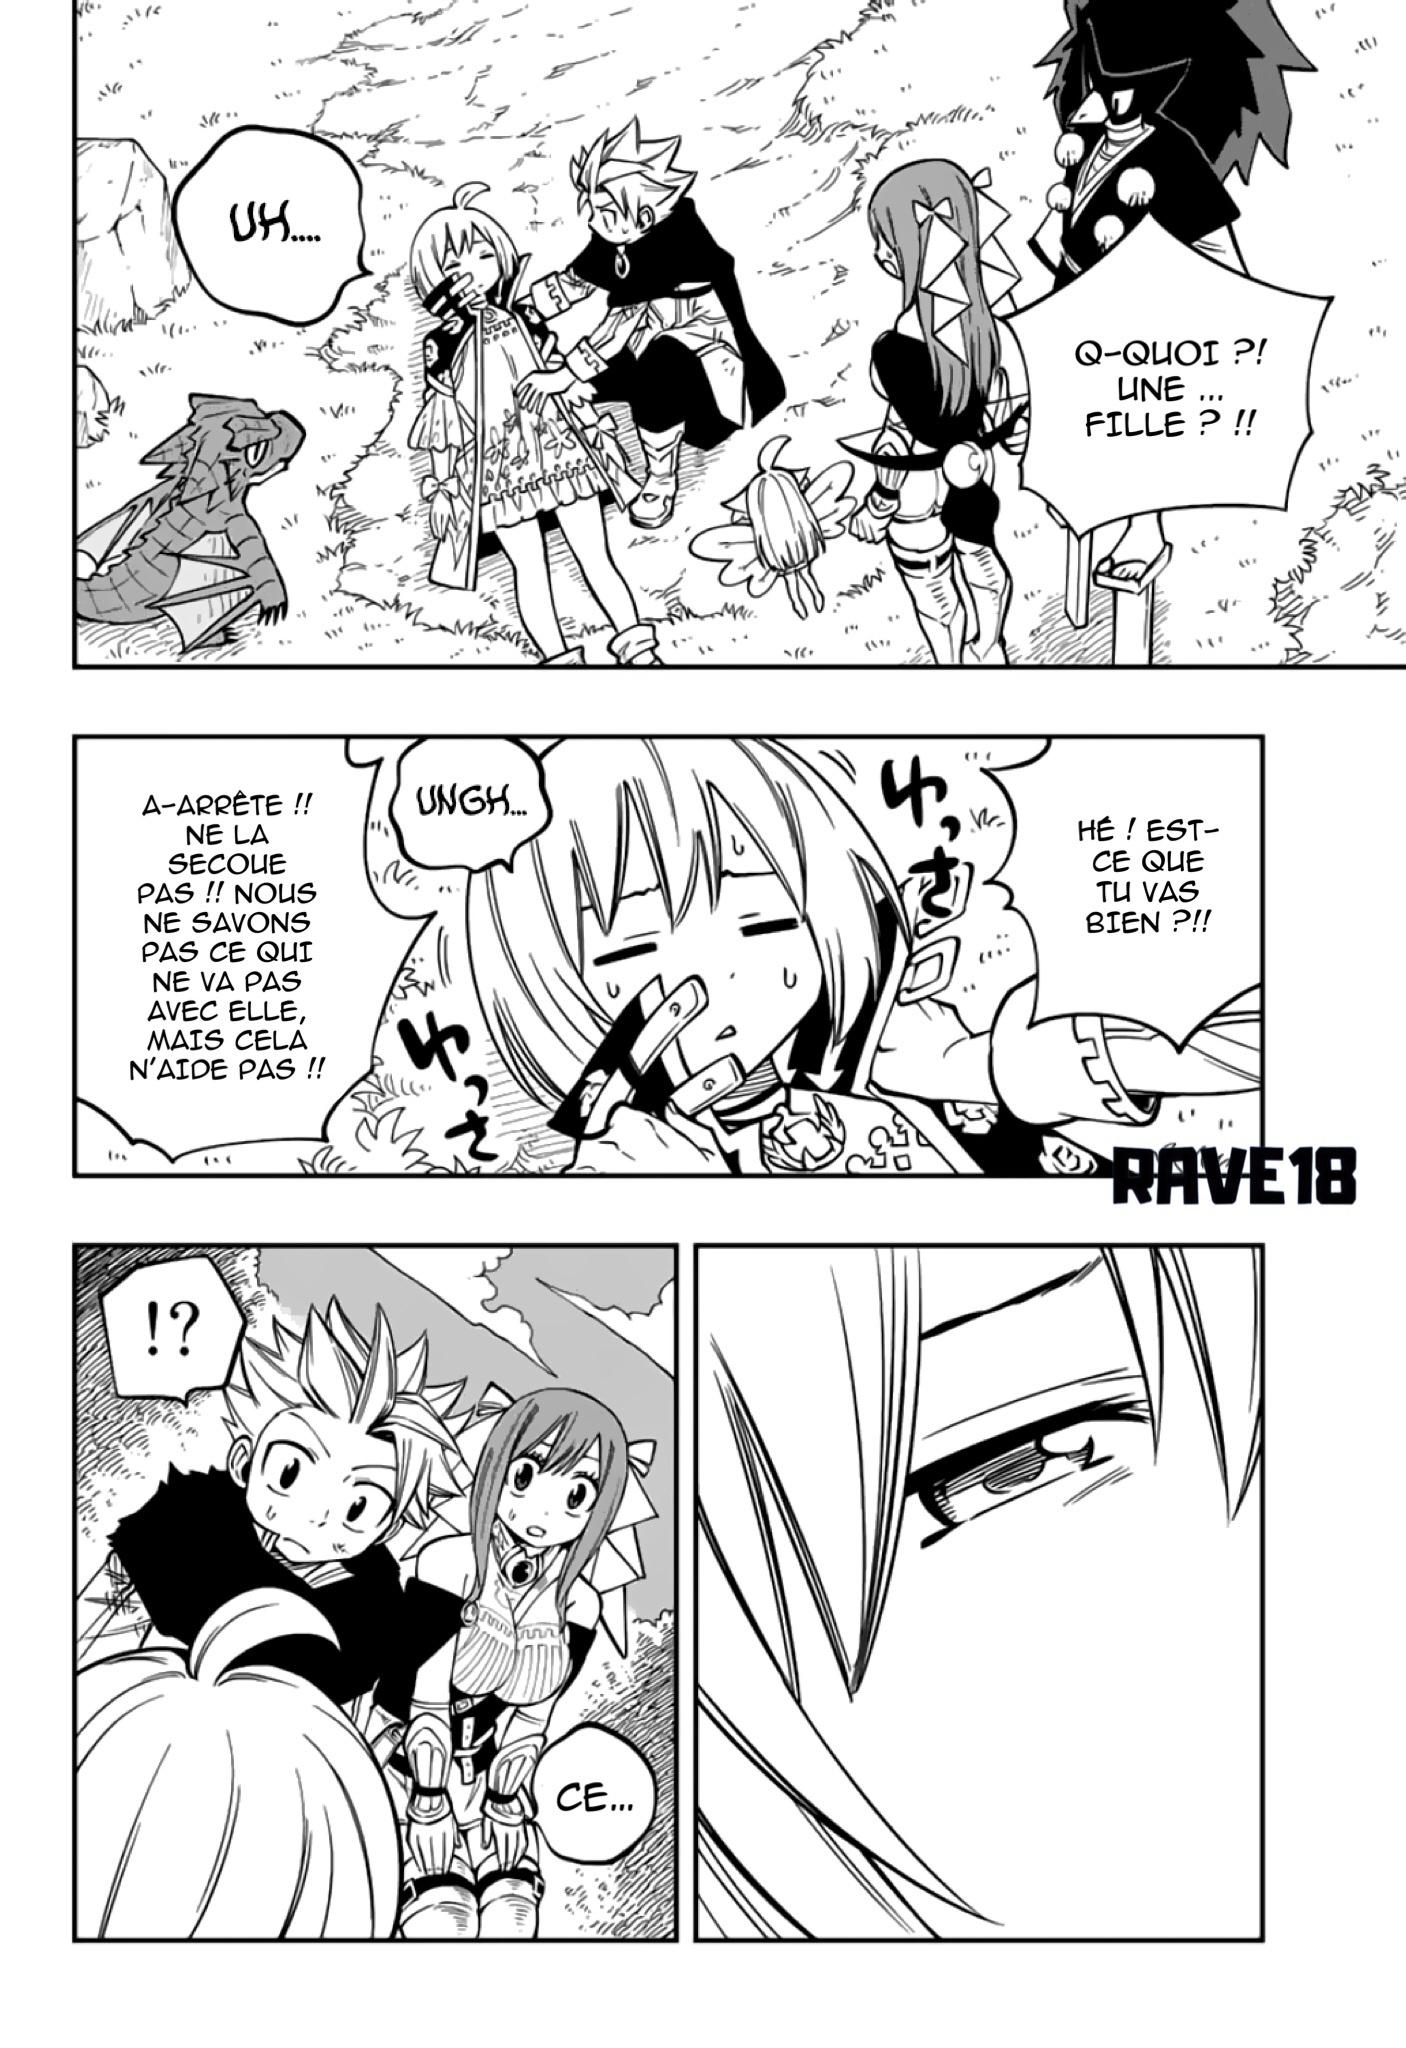 Q-QUOI ?!
UNE ...
FILLE ? !!
UH....
HÉ ! EST-
CE QUE
TU VAS
BIEN ?!!
ゆっさ
UNGH...
ゆっさ
A-ARRÊTE !!
NE LA
SECOUE
PAS !! NOUS
NE SAVONS
PAS CE QUI
NE VA PAS
AVEC ELLE,
MAIS CELA
N'AIDE PAS !!
RAVE18
!?
CE...